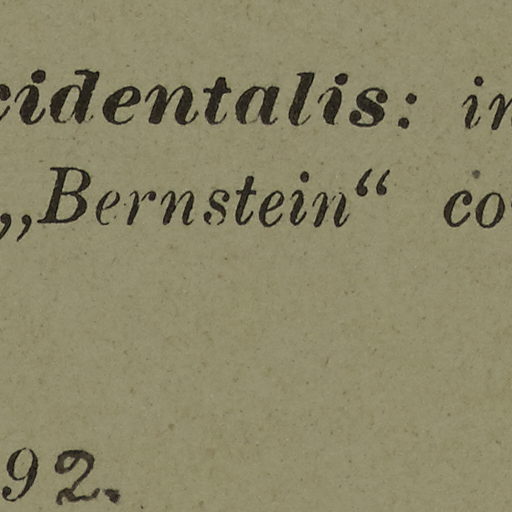 cidentalis: in
„Bernstein“ co
92.